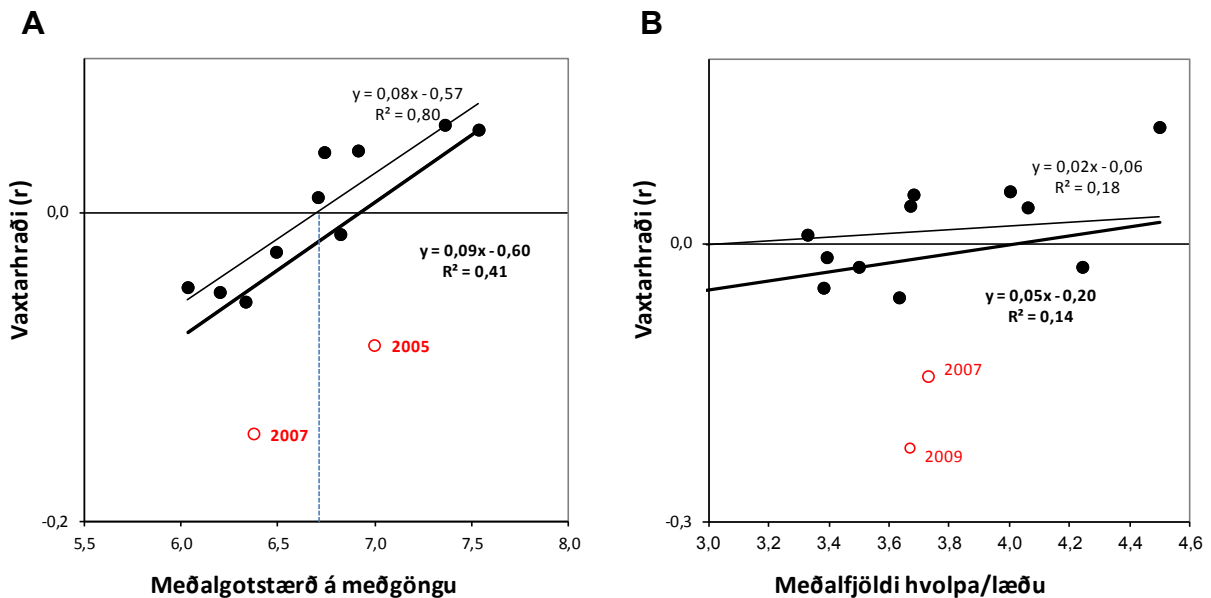 A
y = 0,08x - 0,57
R² = 0,80
Vaxtarhraði (r)
0,0
y = 0,09x - 0,60
R² = 0,41
2005
2007
-0,2
5,5 6,0 6,5 7,0 7,5 8,0
Meðalgotstærð á meðgöngu
B
y = 0,02x - 0,06
R² = 0,18
Vaxtarhraði (r)
0,0
y = 0,05x - 0,20
R² = 0,14
2007
2009
-0,3
3,0 3,2 3,4 3,6 3,8 4,0 4,2 4,4 4,6
Meðalfjöldi hvolpa/læðu